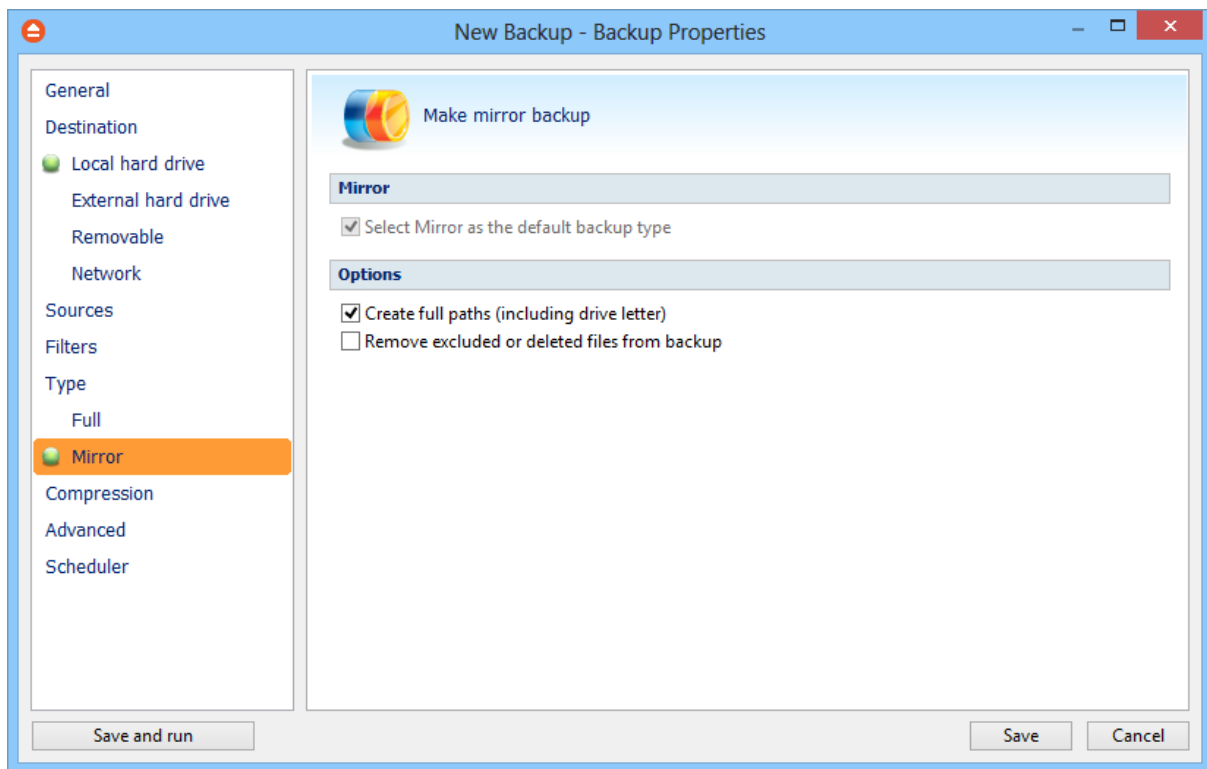 New Backup - Backup Properties
General
Destination
Local hard drive
External hard drive
Removable
Network
Sources
Filters
Type
Full
Mirror
Compression
Advanced
Scheduler
Make mirror backup
Mirror
Select Mirror as the default backup type
Options
Create full paths (including drive letter)
Remove excluded or deleted files from backup
Save and run
Save
Cancel